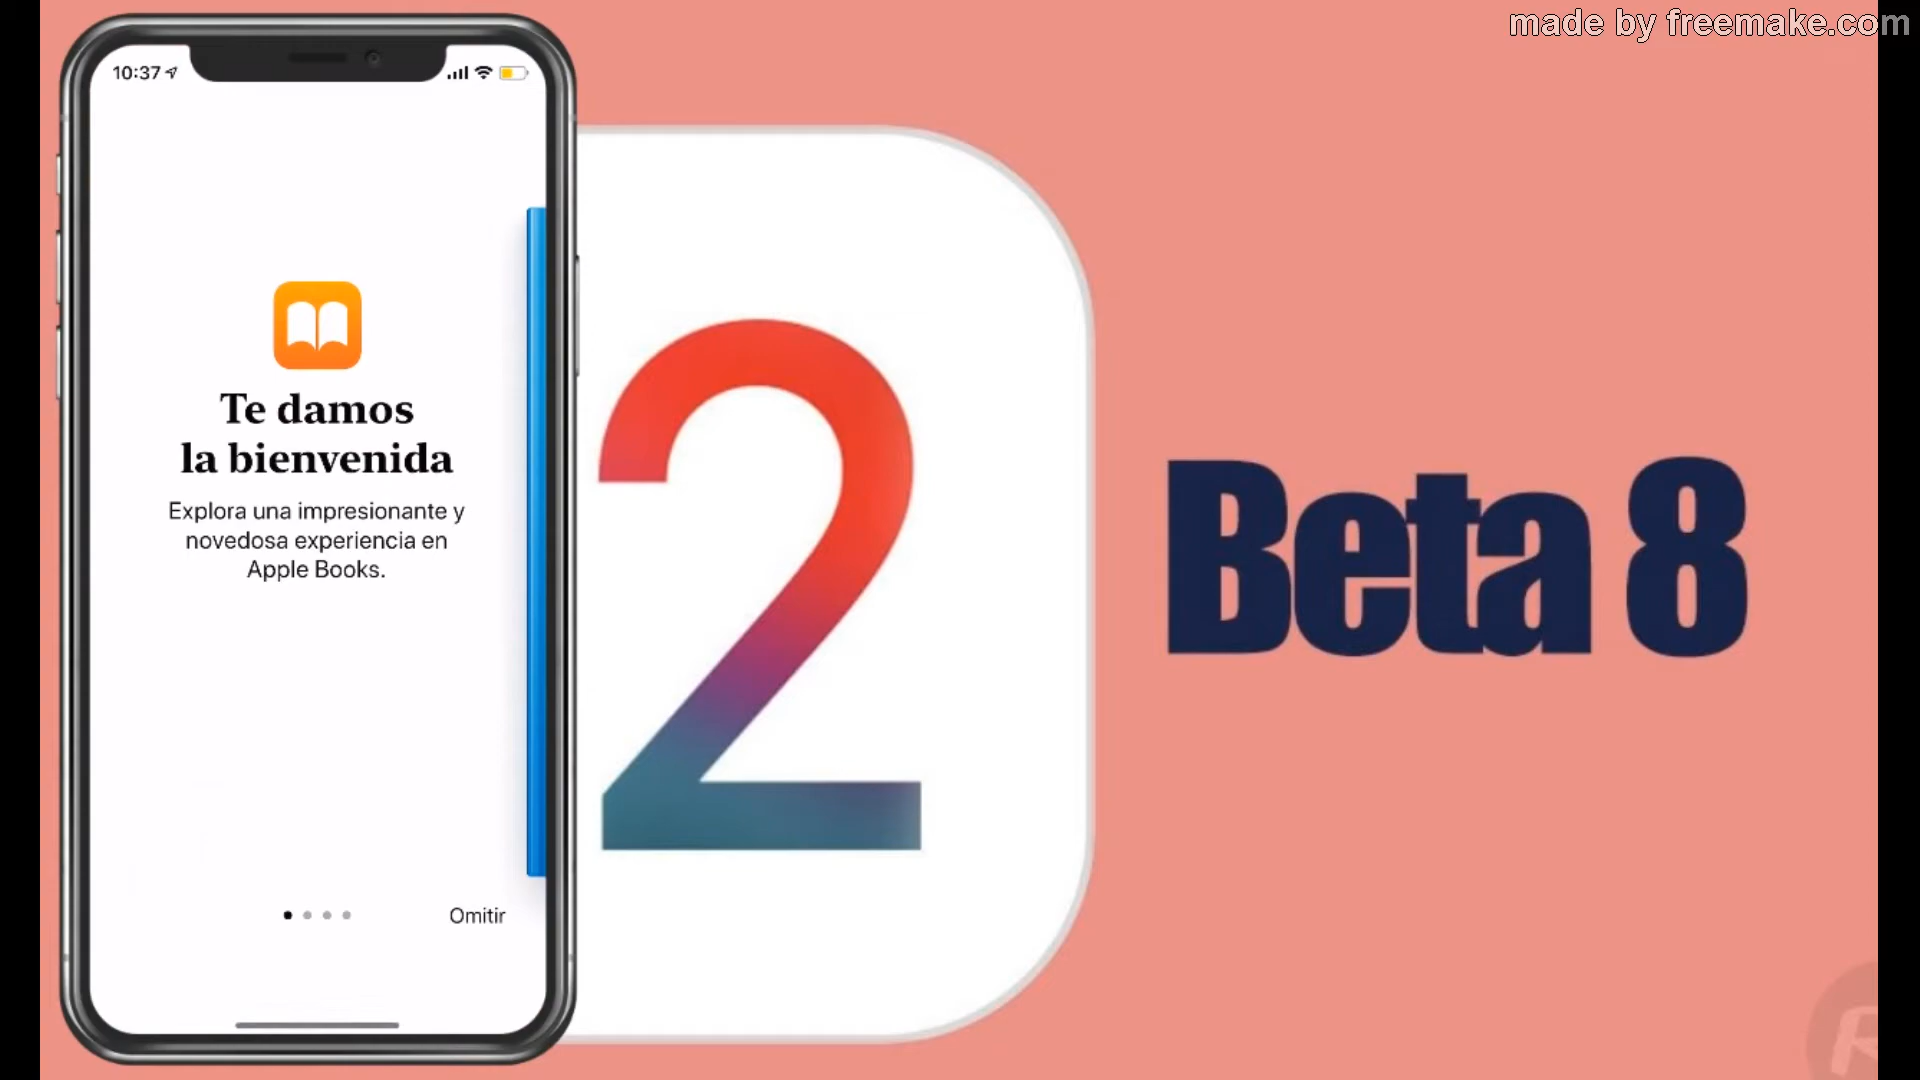 made by freemake.com
10:37
Te damos
la bienvenida
Explora una impresionante y
novedosa experiencia en
Apple Books.
Omitir
2
Beta 8
R